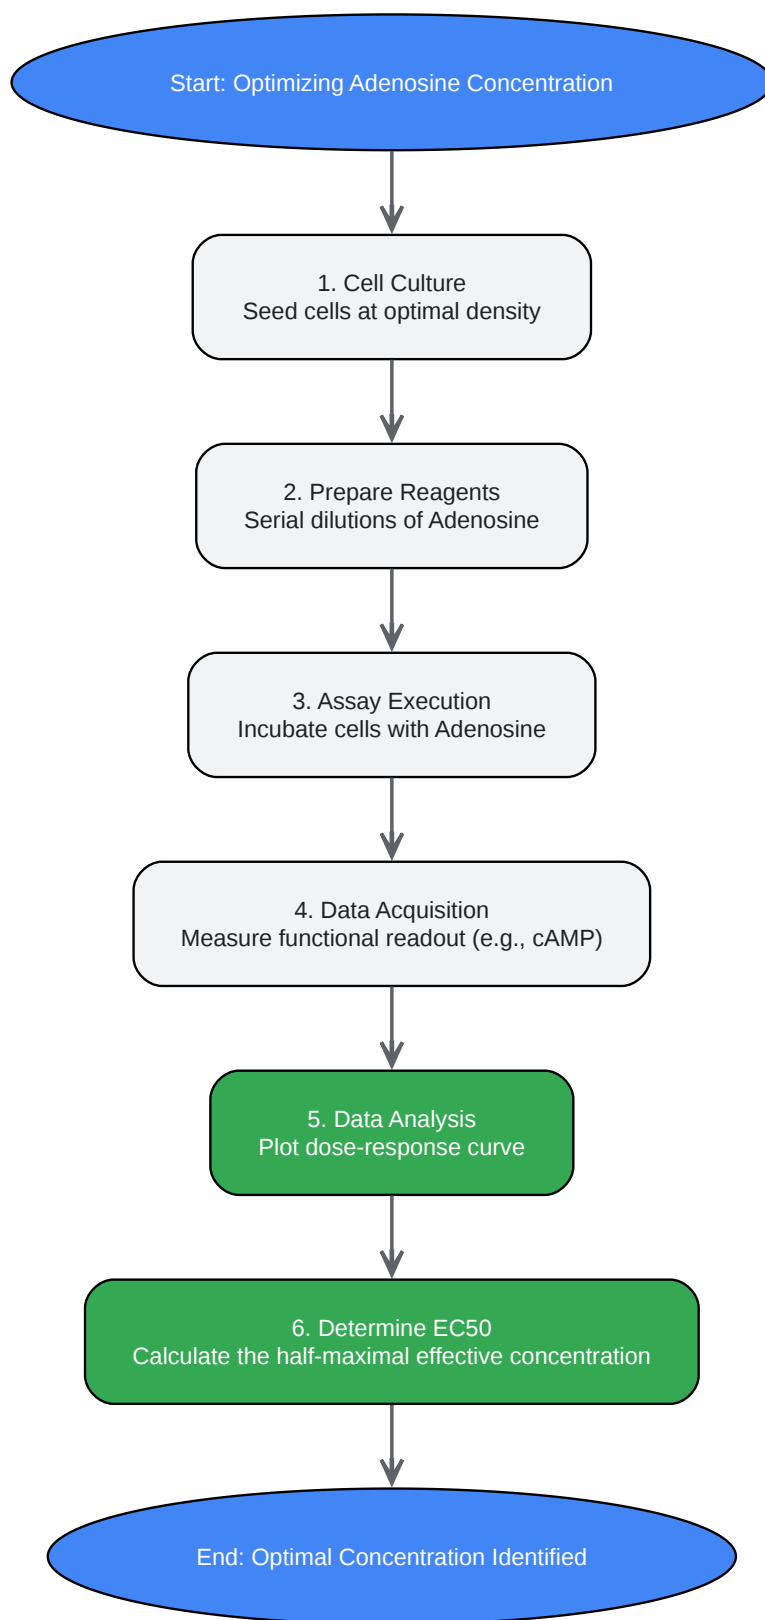 Start: Optimizing Adenosine Concentration
1. Cell Culture
Seed cells at optimal density
2. Prepare Reagents
Serial dilutions of Adenosine
3. Assay Execution
Incubate cells with Adenosine
4. Data Acquisition
Measure functional readout (e.g., cAMP)
5. Data Analysis
Plot dose-response curve
6. Determine EC50
Calculate the half-maximal effective concentration
End: Optimal Concentration Identified